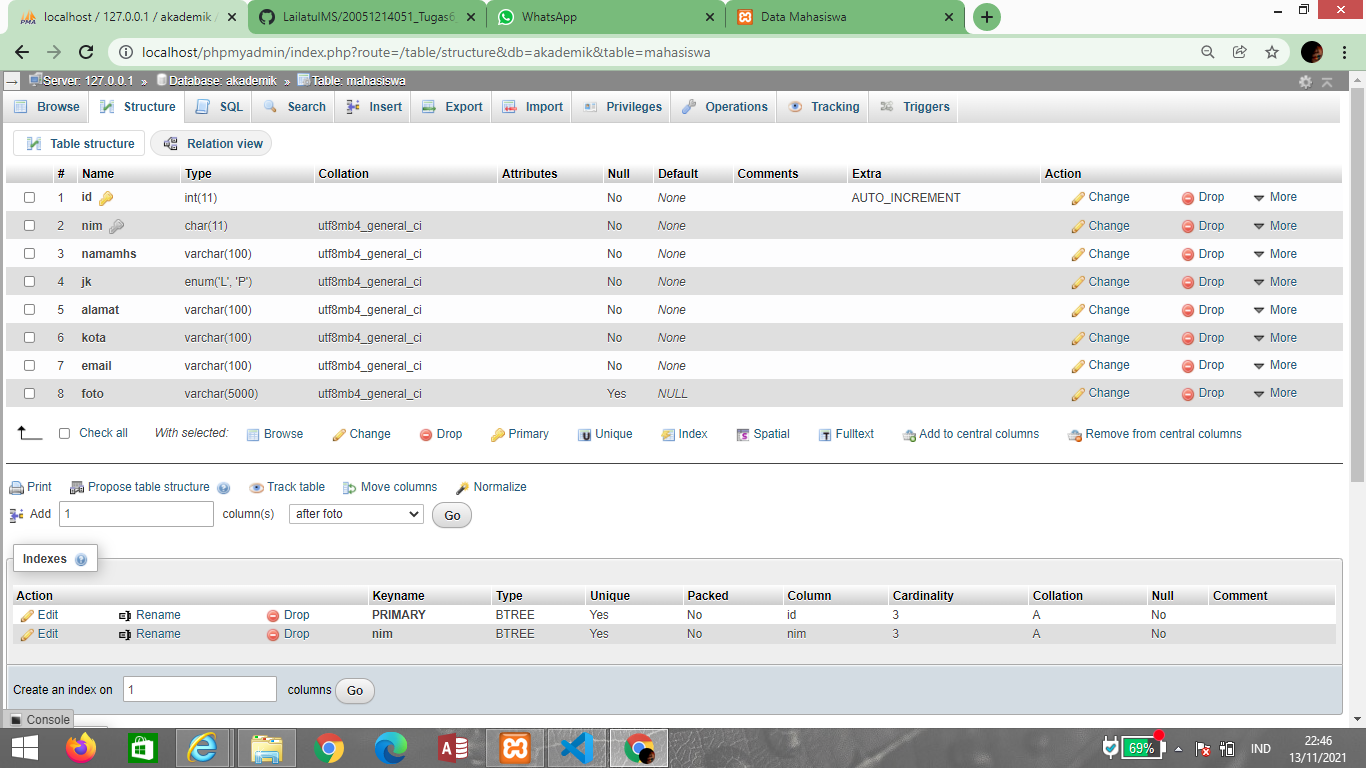 localhost / 127.0.0.1 / akademik
LailatulMS/20051214051_Tugas6
WhatsApp
Data Mahasiswa
localhost/phpmyadmin/index.php?route=/table/structure&db=akademik&table=mahasiswa
Server: 127.0.0.1 » Database: akademik » Table: mahasiswa
Browse Structure SQL Search Insert Export Import Privileges Operations Tracking Triggers
Table structure Relation view
# Name Type Collation Attributes Null Default Comments Extra Action
1 id int(11) No None AUTO_INCREMENT Change Drop More
2 nim char(11) utf8mb4_general_ci No None Change Drop More
3 namamhs varchar(100) utf8mb4_general_ci No None Change Drop More
4 jk enum('L', 'P') utf8mb4_general_ci No None Change Drop More
5 alamat varchar(100) utf8mb4_general_ci No None Change Drop More
6 kota varchar(100) utf8mb4_general_ci No None Change Drop More
7 email varchar(100) utf8mb4_general_ci No None Change Drop More
8 foto varchar(5000) utf8mb4_general_ci Yes NULL Change Drop More
Check all With selected: Browse Change Drop Primary Unique Index Spatial Fulltext Add to central columns Remove from central columns
Print Propose table structure Track table Move columns Normalize
Add 1 column(s) after foto Go
Indexes
Action Keyname Type Unique Packed Column Cardinality Collation Null Comment
Edit Rename Drop PRIMARY BTREE Yes No id 3 A No
Edit Rename Drop nim BTREE Yes No nim 3 A No
Create an index on 1 columns Go
Console
69% IND 22:46
13/11/2021